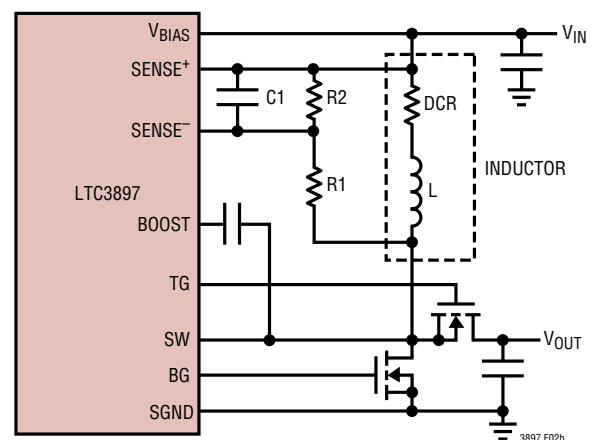 VBIAS
VIN
SENSE+
C1
R2
DCR
SENSE–
INDUCTOR
R1
L
LTC3897
BOOST
TG
SW
VOUT
BG
SGND
3897 F02b